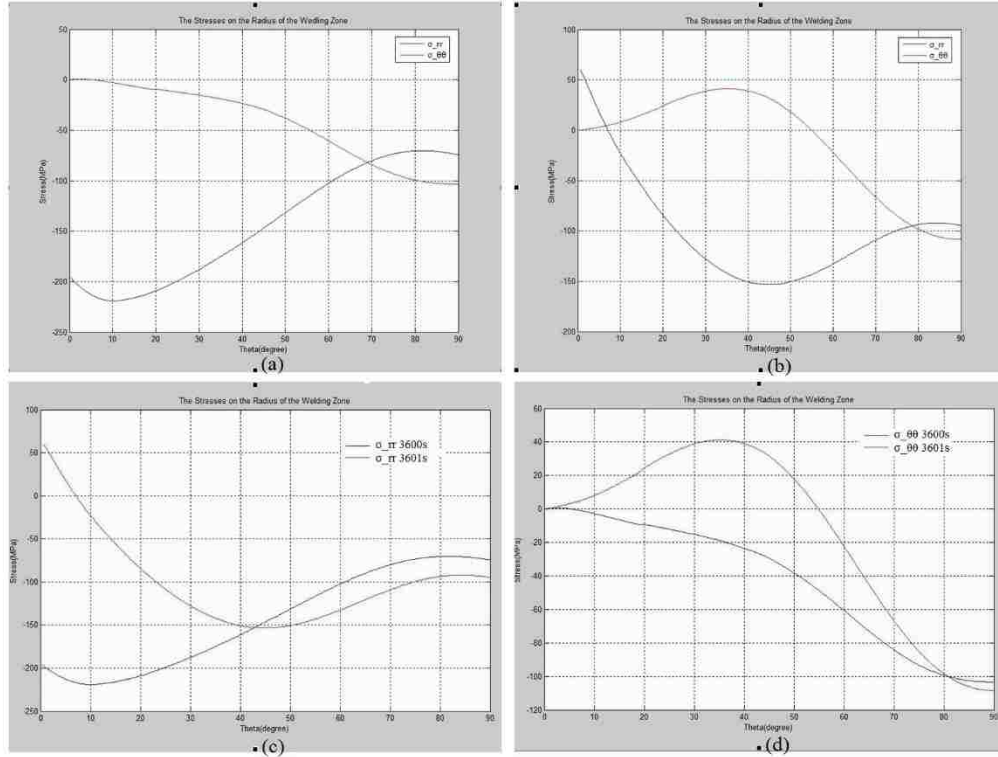 The Stresses on the Radius of the Wedling Zone
σ_rr
σ_θθ
50
0
-50
-100
-150
-200
-250
0 10 20 30 40 50 60 70 80 90
Stress(MPa)
Theta(degree)
(a)
The Stresses on the Radius of the Welding Zone
σ_rr
σ_θθ
100
50
0
-50
-100
-150
-200
0 10 20 30 40 50 60 70 80 90
Stress(MPa)
Theta(degree)
(b)
The Stresses on the Radius of the Welding Zone
σ_rr 3600s
σ_rr 3601s
100
50
0
-50
-100
-150
-200
-250
0 10 20 30 40 50 60 70 80 90
Stress(MPa)
Theta(degree)
(c)
The Stresses on the Radius of the Welding Zone
σ_θθ 3600s
σ_θθ 3601s
60
40
20
0
-20
-40
-60
-80
-100
-120
0 10 20 30 40 50 60 70 80 90
Stress(MPa)
Theta(degree)
(d)